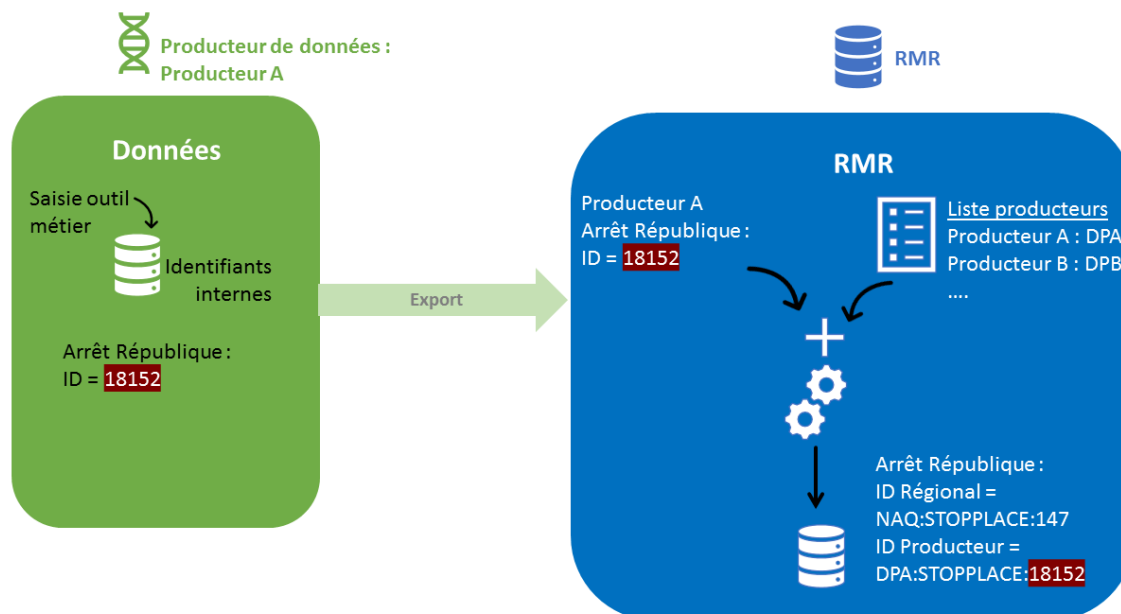 Producteur de données :
Producteur A
Données
Saisie outil
métier
Identifiants
internes
Arrêt République :
ID = 18152
Export
RMR
RMR
Producteur A
Arrêt République :
ID = 18152
Liste producteurs
Producteur A : DPA
Producteur B : DPB
....
Arrêt République :
ID Régional =
NAQ:STOPPLACE:147
ID Producteur =
DPA:STOPPLACE:18152